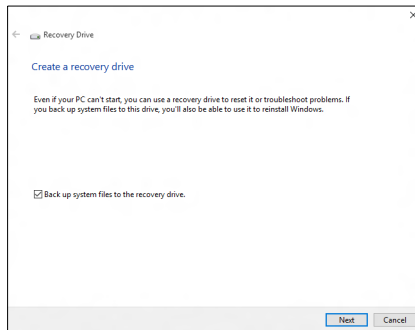 Recovery Drive
Create a recovery drive
Even if your PC can't start, you can use a recovery drive to reset it or troubleshoot problems. If
you back up system files to this drive, you'll also be able to use it to reinstall Windows.
Back up system files to the recovery drive.
Next Cancel